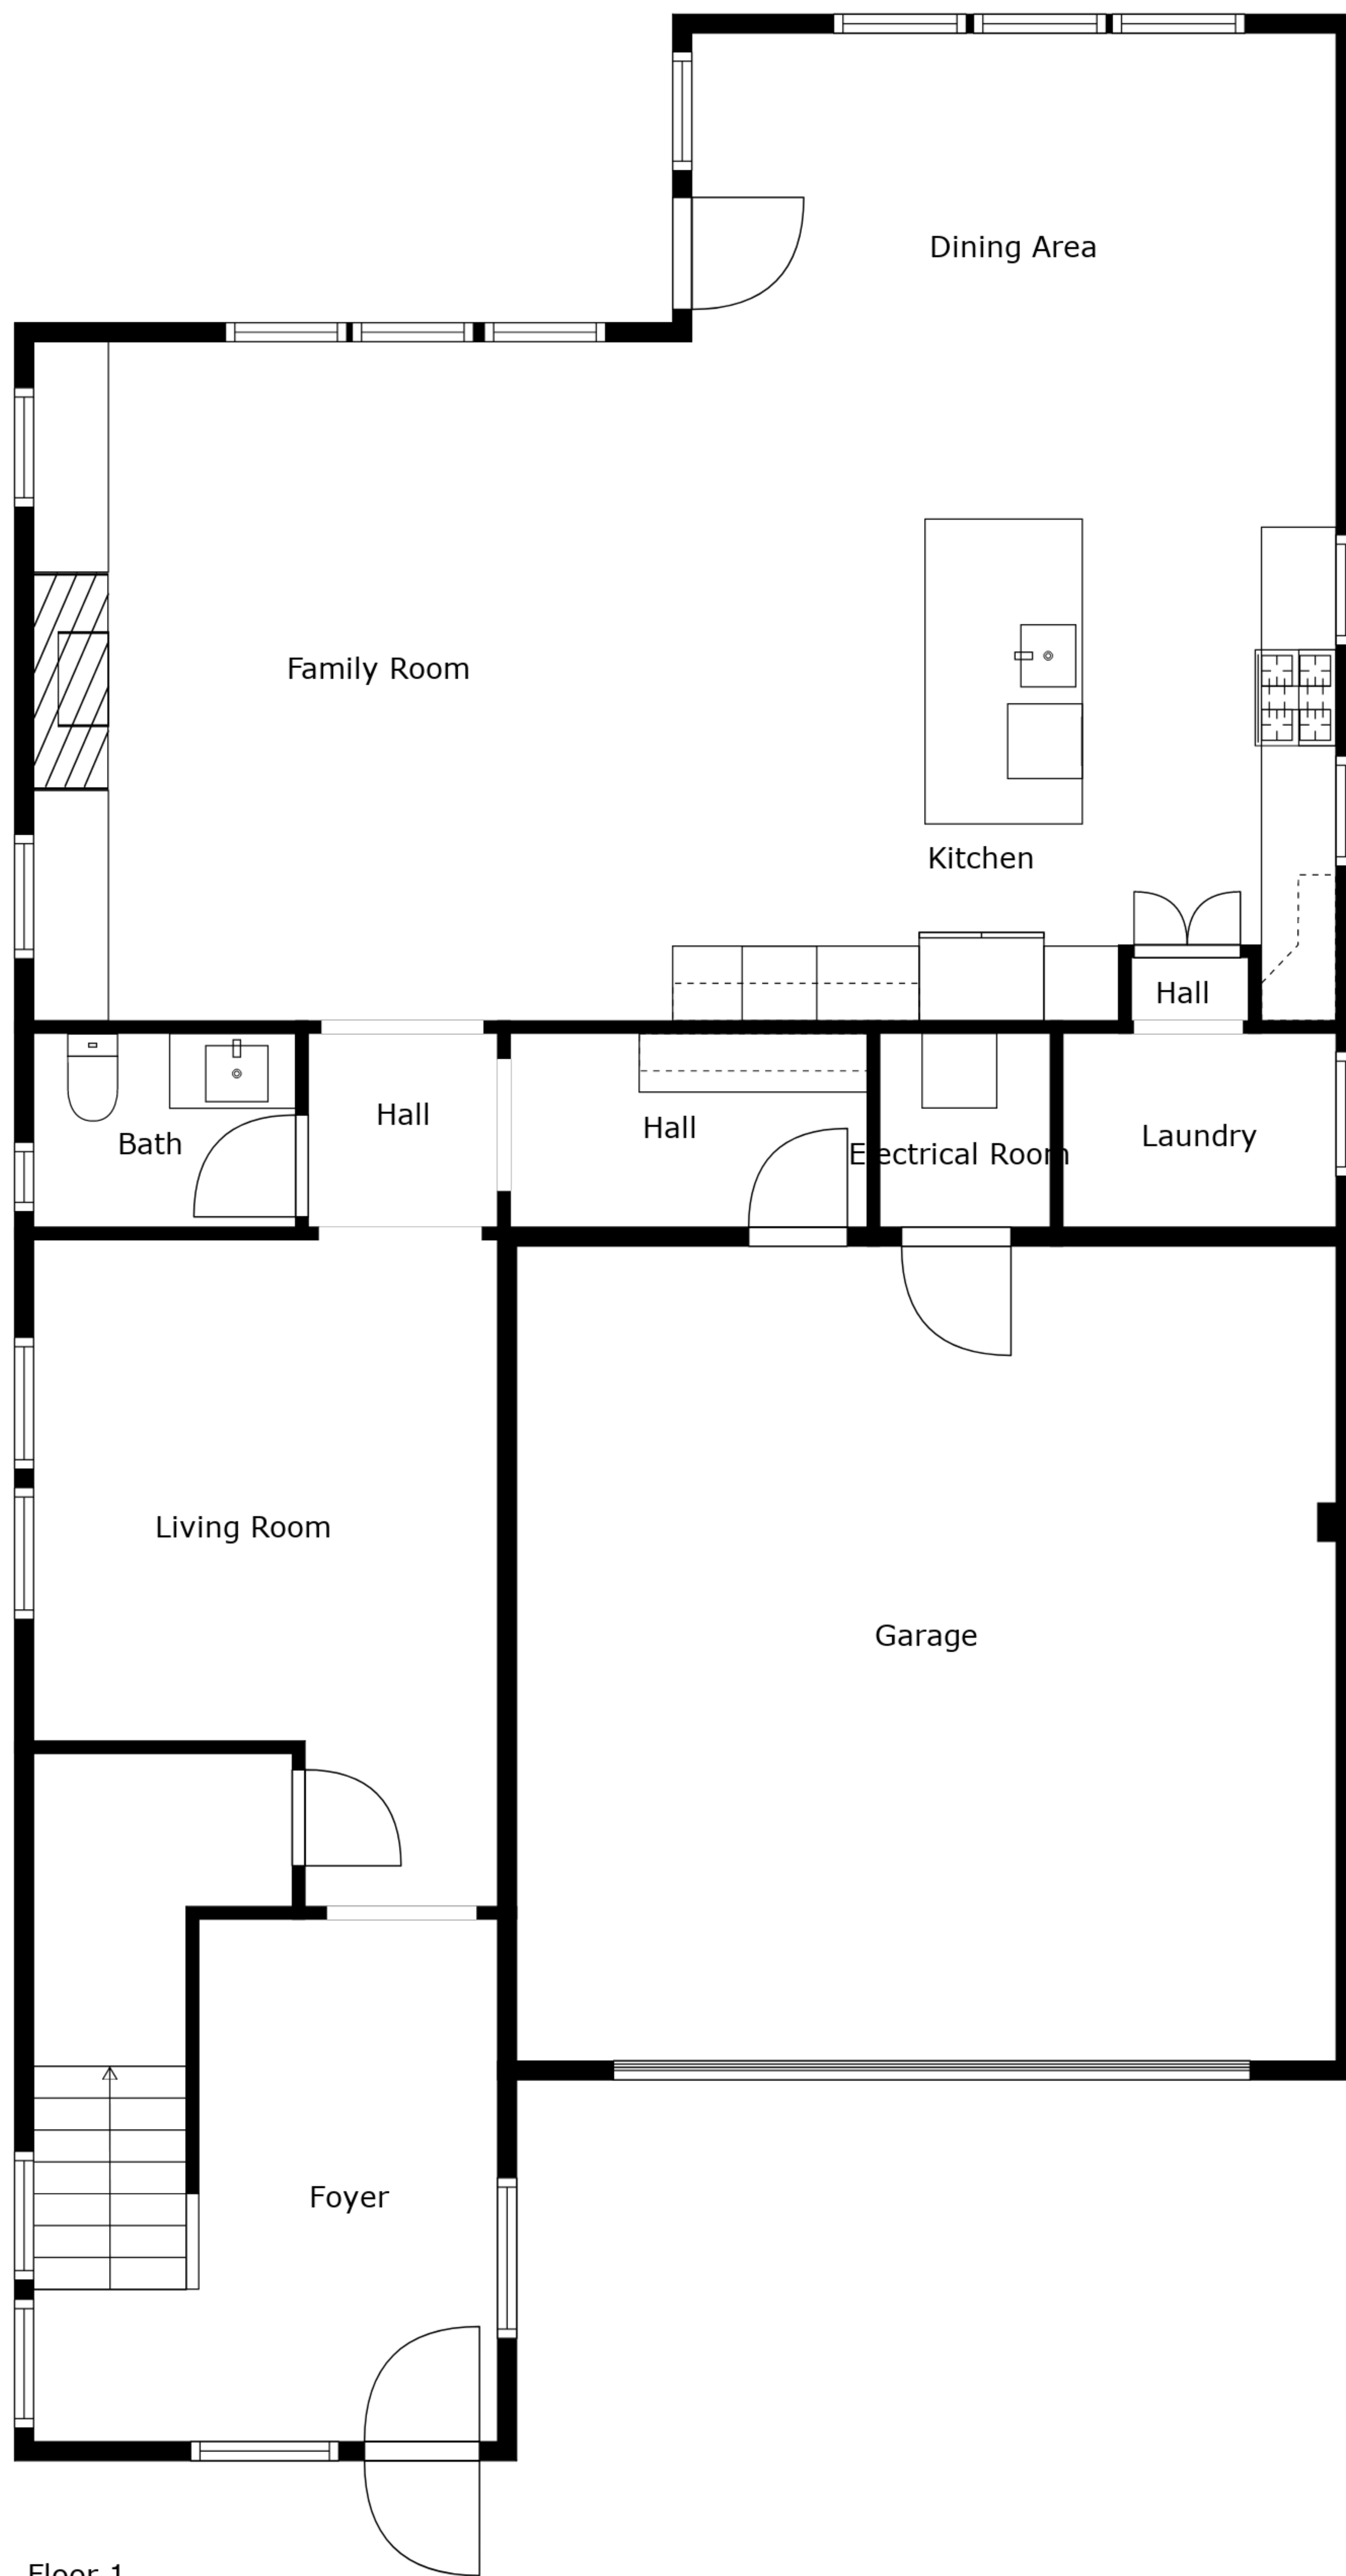 Dining Area
Family Room
Kitchen
Hall
Hall
Hall
Bath
Electrical Room
Laundry
Living Room
Garage
Foyer
Floor 1